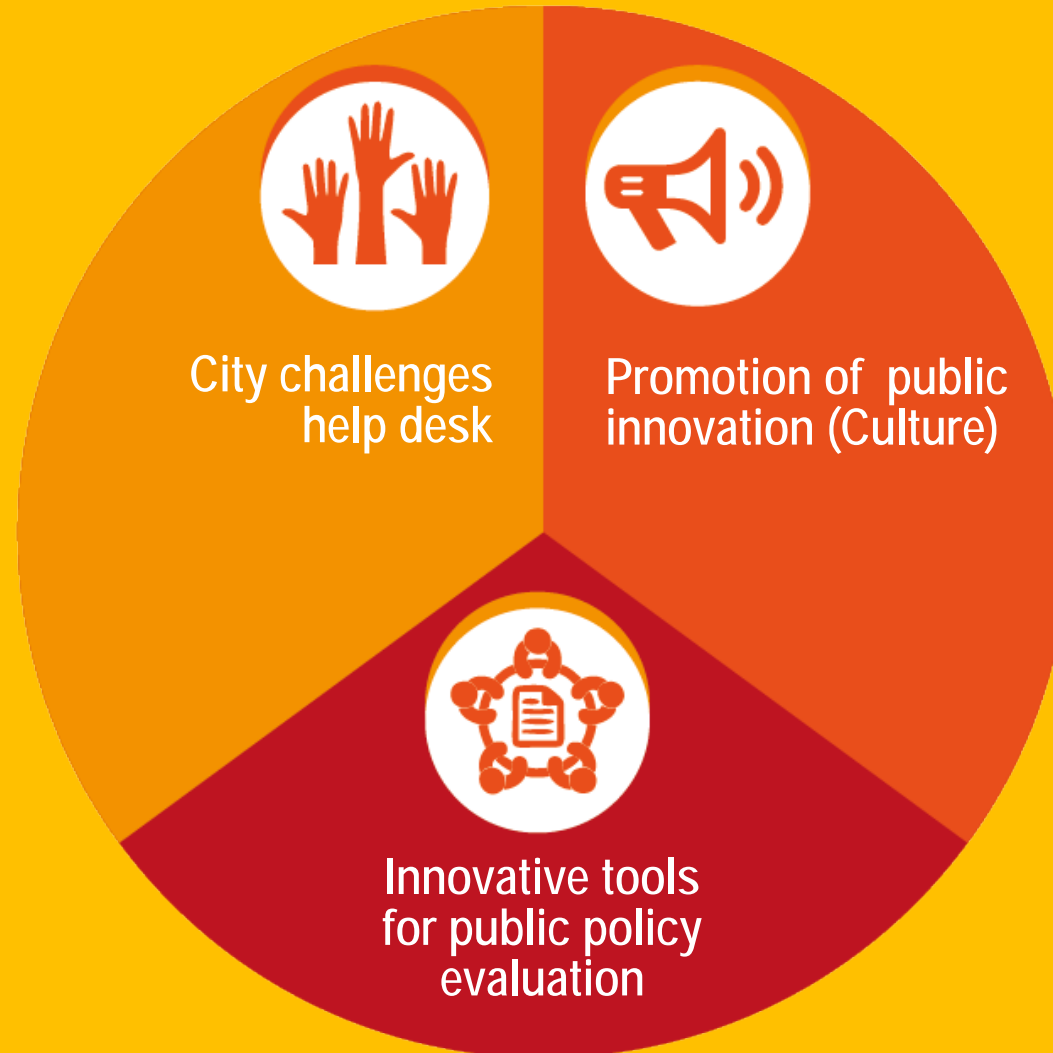 City challenges
help desk
Promotion of  public
innovation (Culture)
Innovative tools
for public policy
evaluation